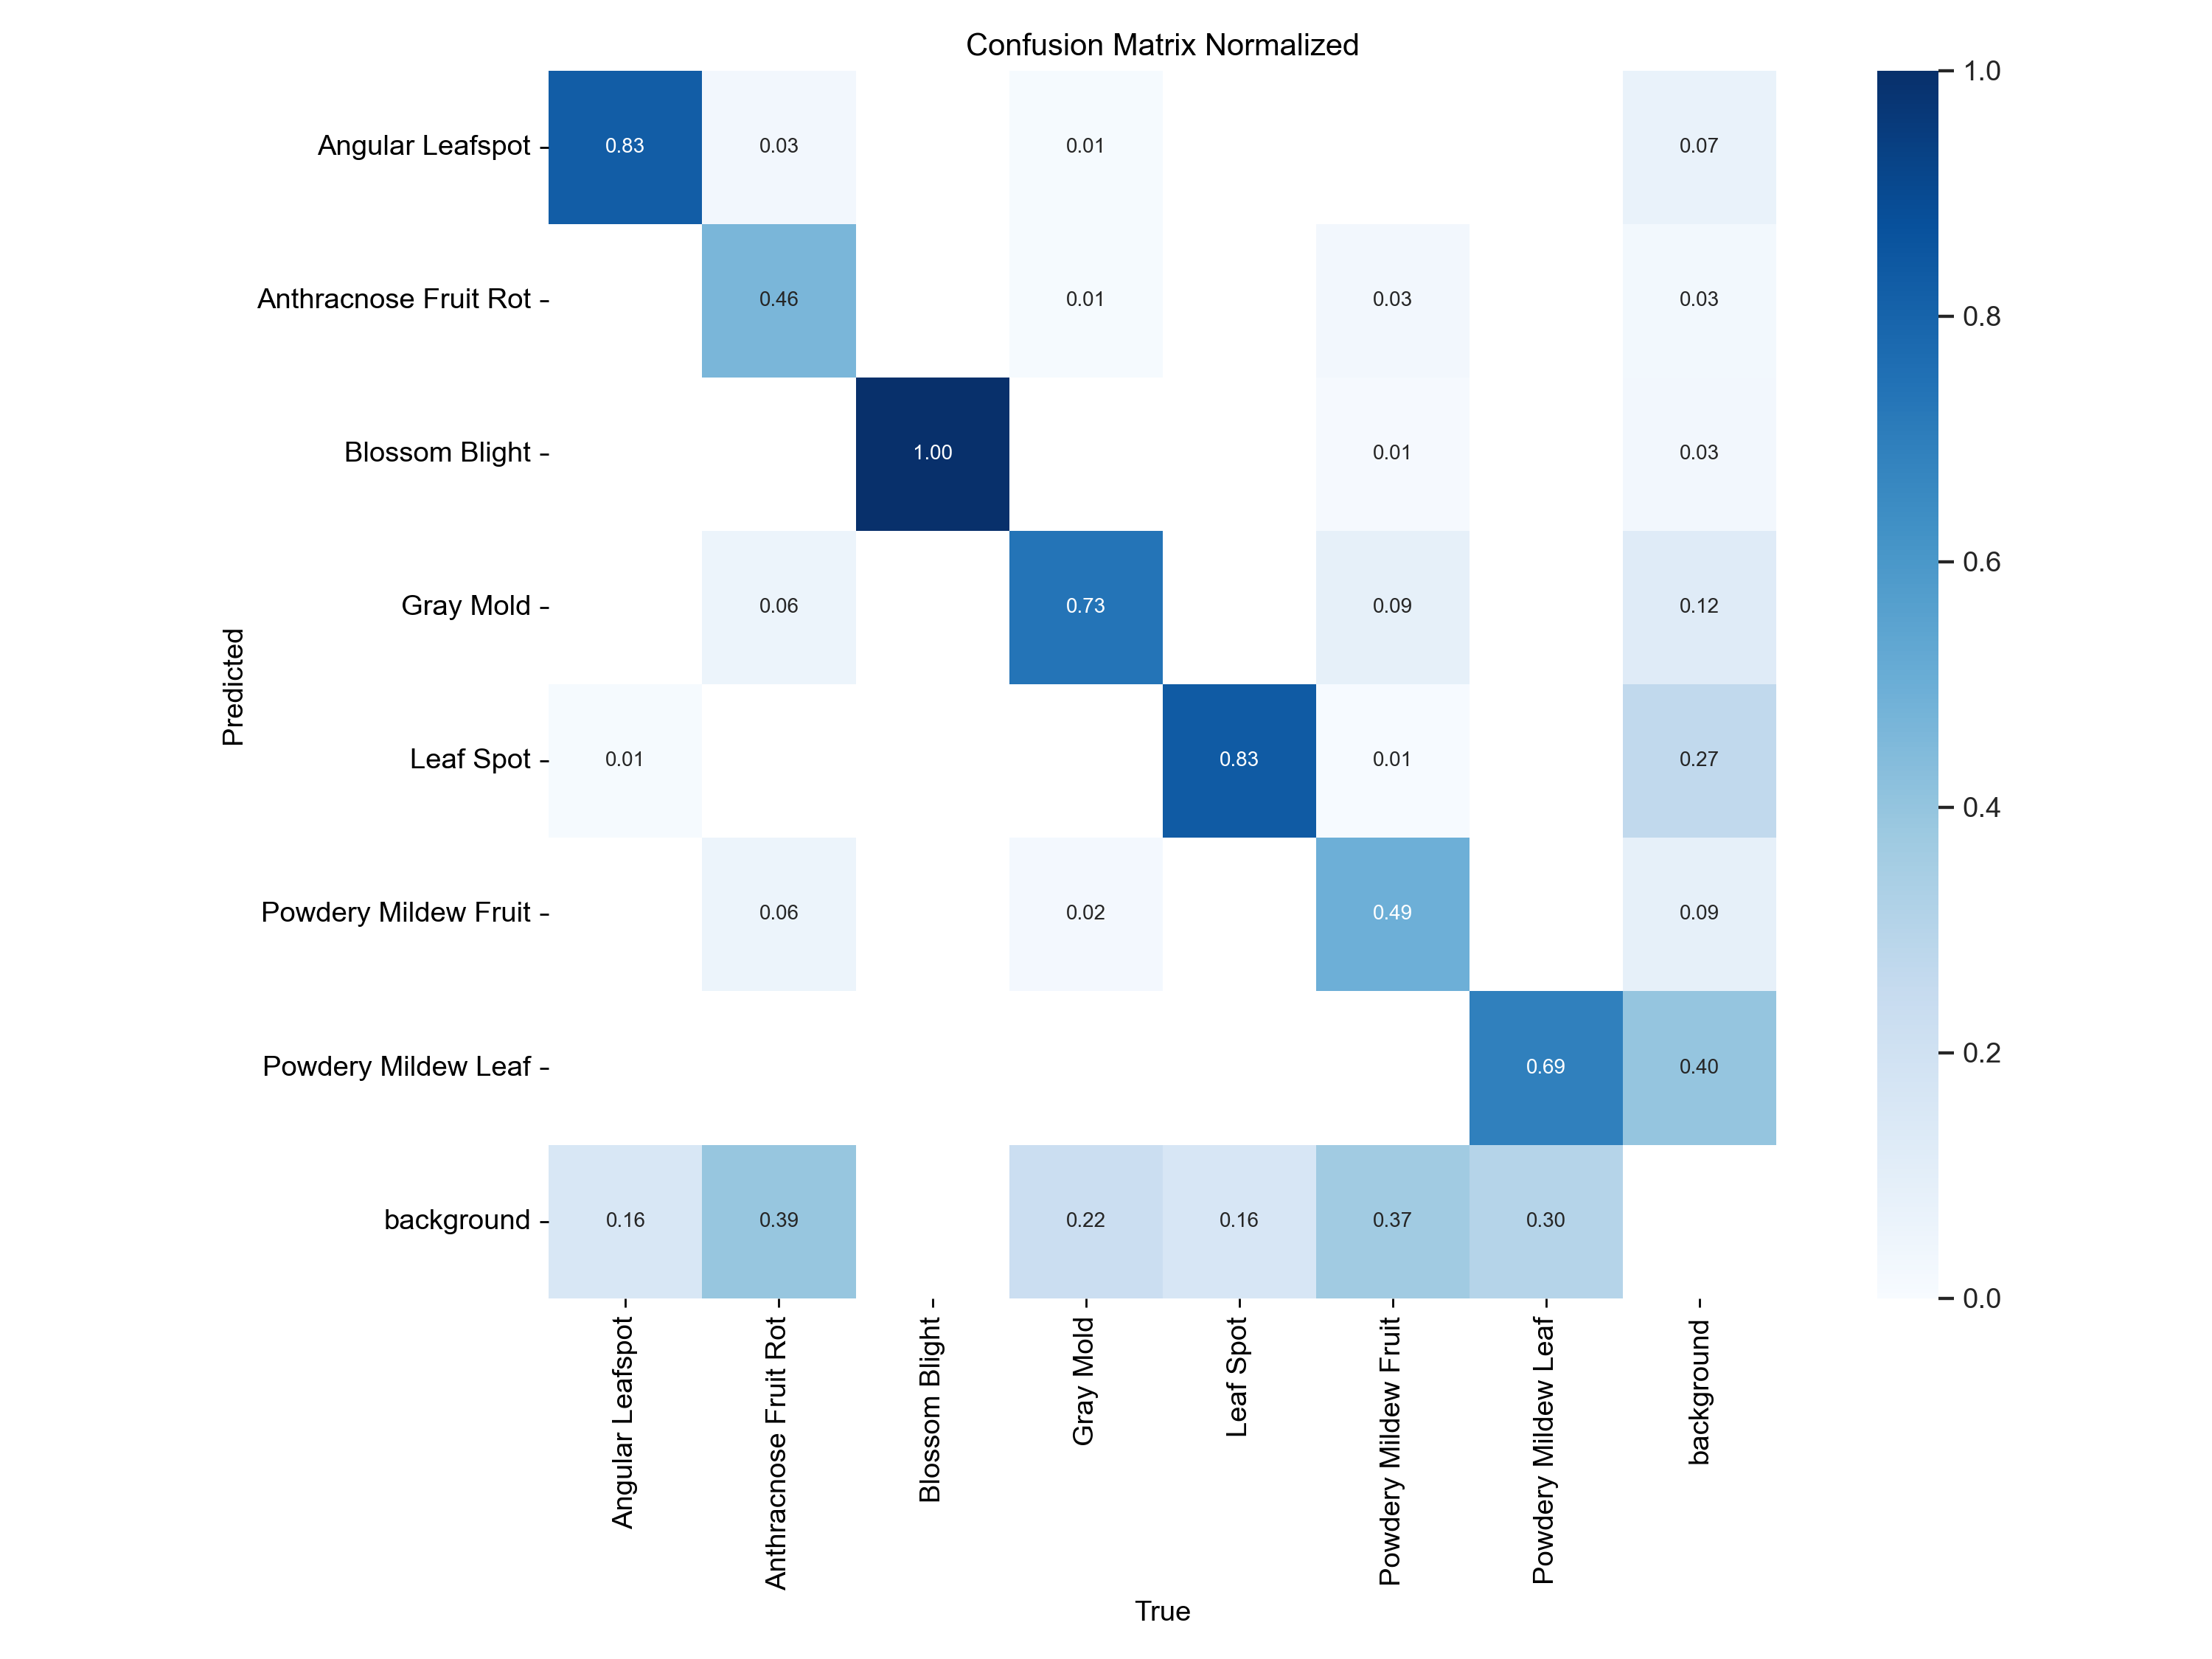 Confusion Matrix Normalized
Angular Leafspot 0.83 0.03 0.01 0.07
Anthracnose Fruit Rot 0.46 0.01 0.03 0.03
Blossom Blight 1.00 0.01 0.03
Gray Mold 0.06 0.73 0.09 0.12
Leaf Spot 0.01 0.83 0.01 0.27
Powdery Mildew Fruit 0.06 0.02 0.49 0.09
Powdery Mildew Leaf 0.69 0.40
background 0.16 0.39 0.22 0.16 0.37 0.30
Predicted
Angular Leafspot
Anthracnose Fruit Rot
Blossom Blight
Gray Mold
Leaf Spot
Powdery Mildew Fruit
Powdery Mildew Leaf
background
True
1.0
0.8
0.6
0.4
0.2
0.0